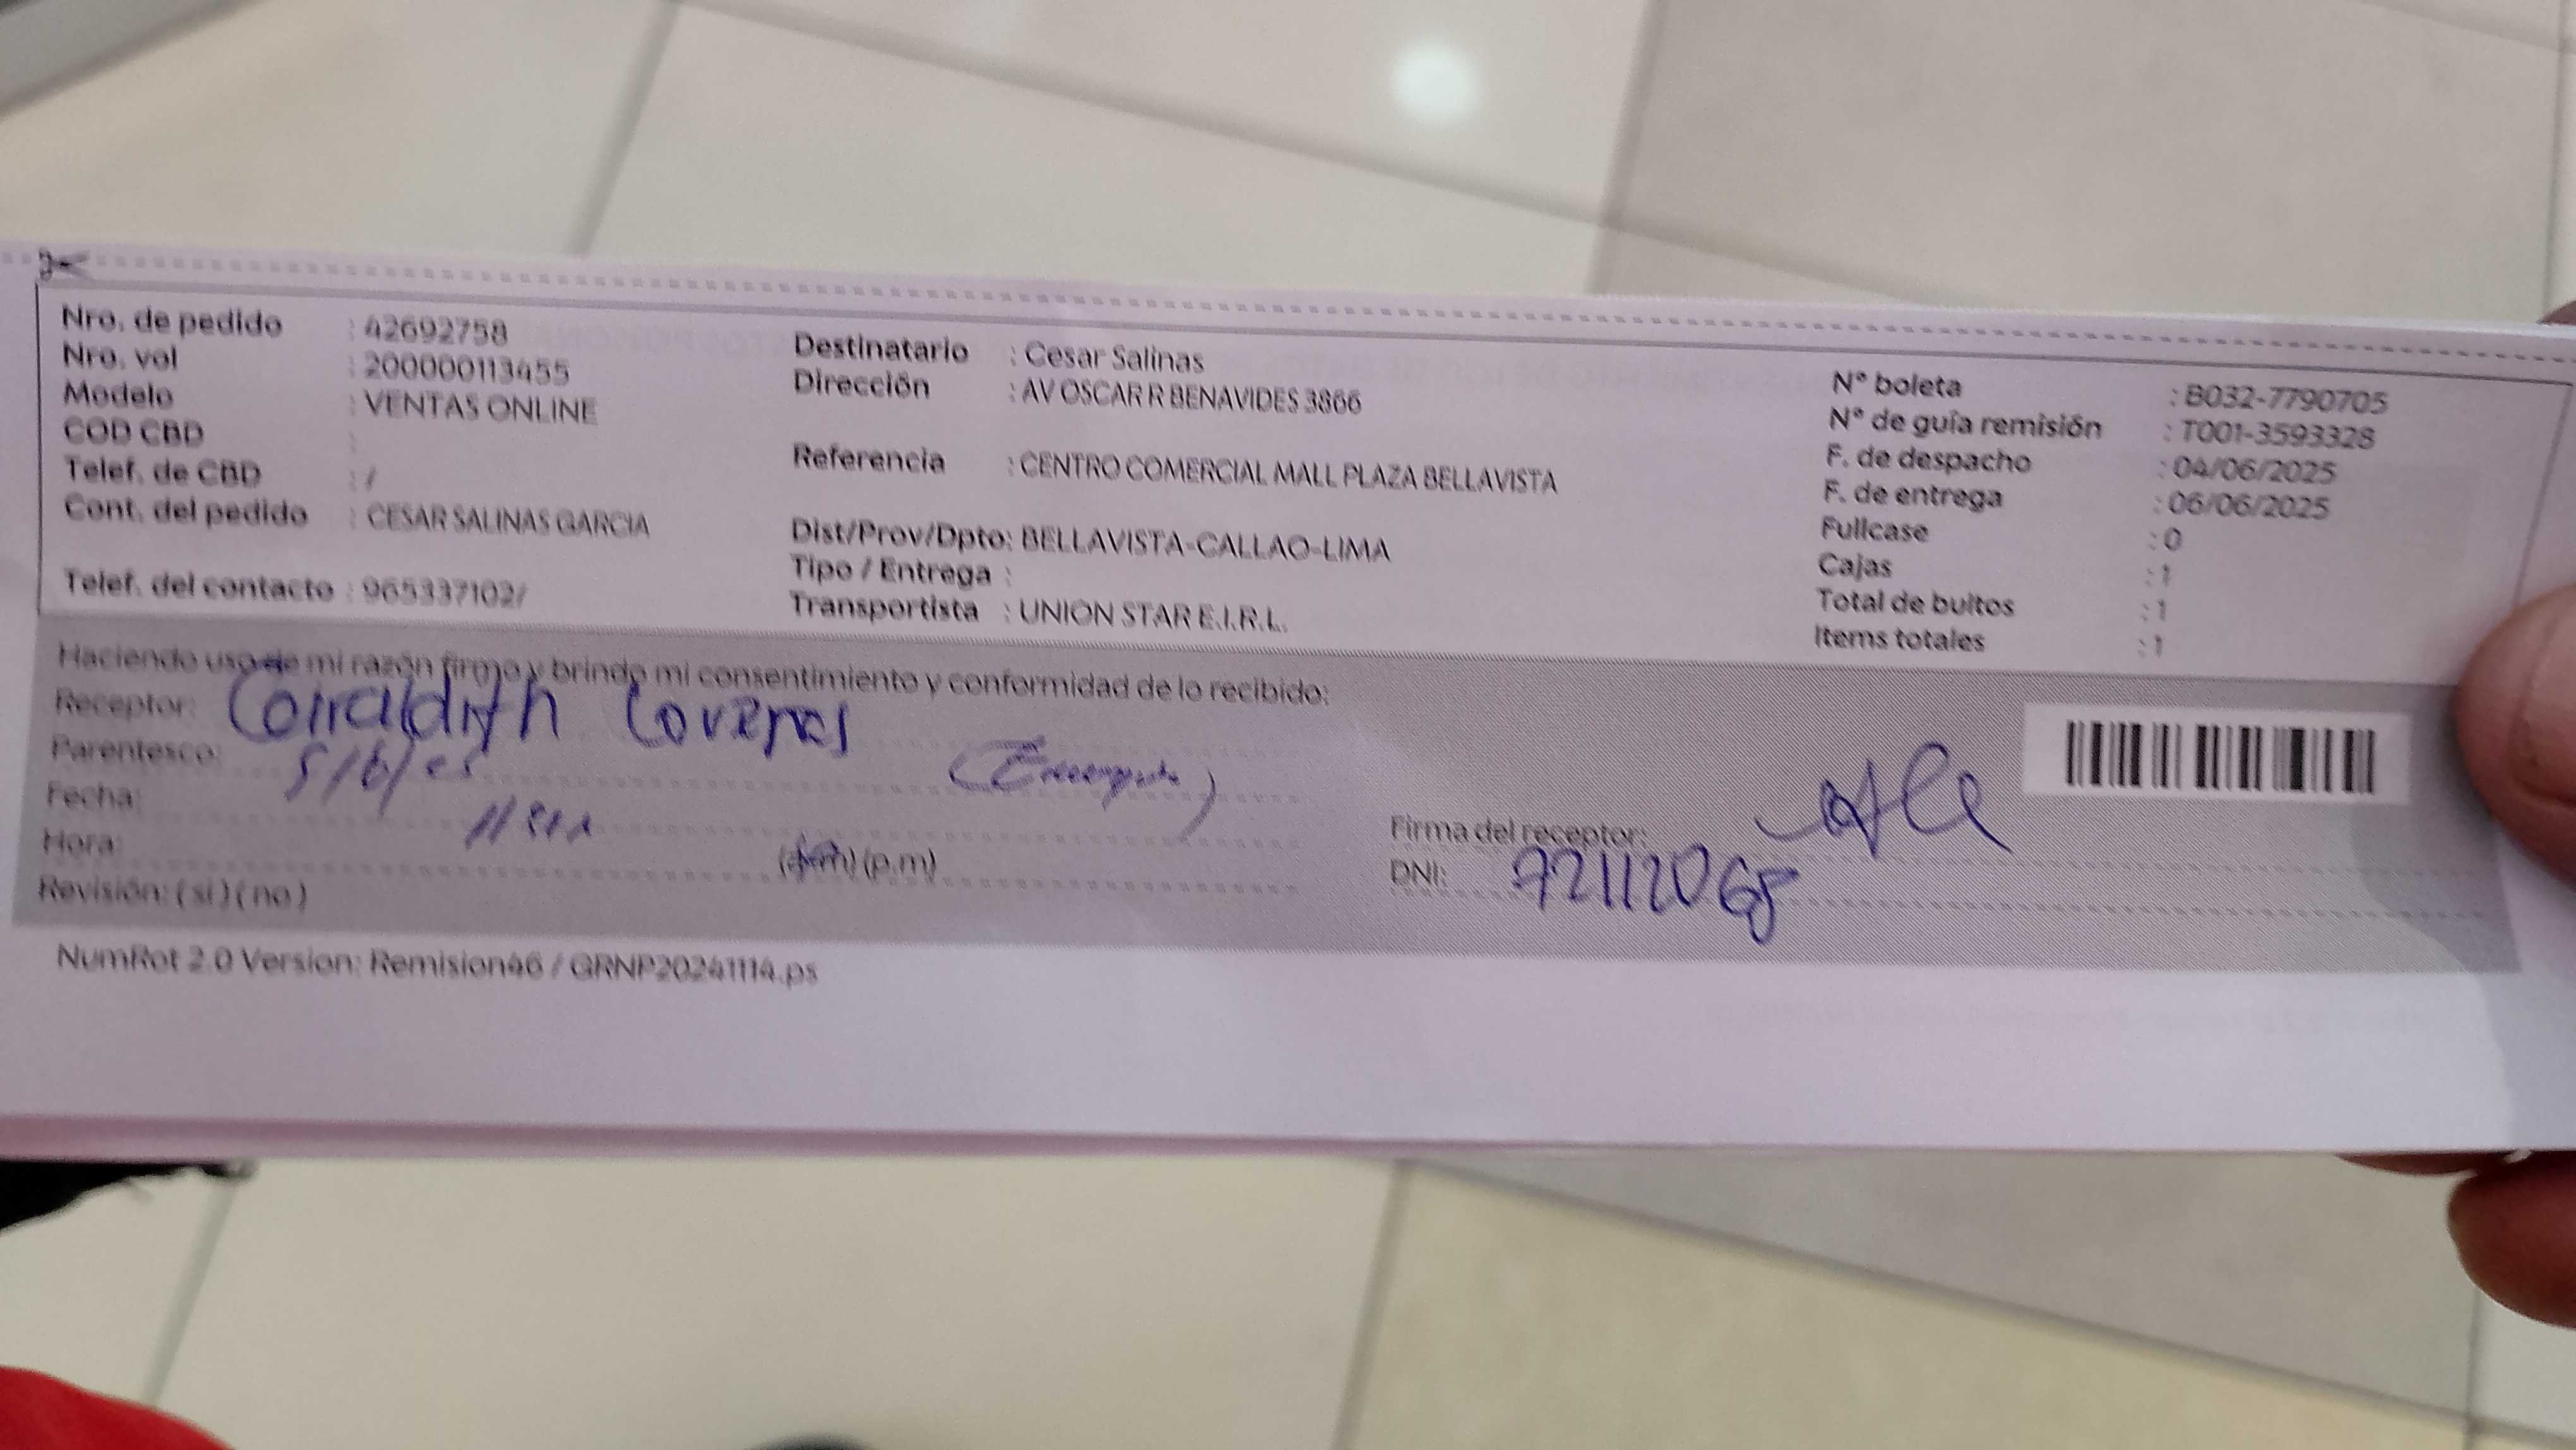 Nro. de pedido : 42692758
Nro. vol : 200000113455
Modelo : VENTAS ONLINE
COD CBD :
Telef. de CBD : /
Cont. del pedido : CESAR SALINAS GARCIA
Telef. del contacto : 965337102/
Destinatario : Cesar Salinas
Dirección : AV OSCAR R BENAVIDES 3866
Referencia : CENTRO COMERCIAL MALL PLAZA BELLAVISTA
Dist/Prov/Dpto: BELLAVISTA-CALLAO-LIMA
Tipo / Entrega :
Transportista : UNION STAR E.I.R.L.
N° boleta : B032-7790705
N° de guía remisión : T001-3593328
F. de despacho : 04/06/2025
F. de entrega : 06/06/2025
Fullcase : 0
Cajas : 1
Total de bultos : 1
Items totales : 1
Haciendo uso de mi razón firmo y brindo mi consentimiento y conformidad de lo recibido:
Receptor:
Parentesco:
Fecha:
Hora: (a.m) (p.m)
Revisión: (si) (no)
Firma del receptor:
DNI: 72111206
NumRot 2.0 Version: Remision46 / GRNP20241114.ps